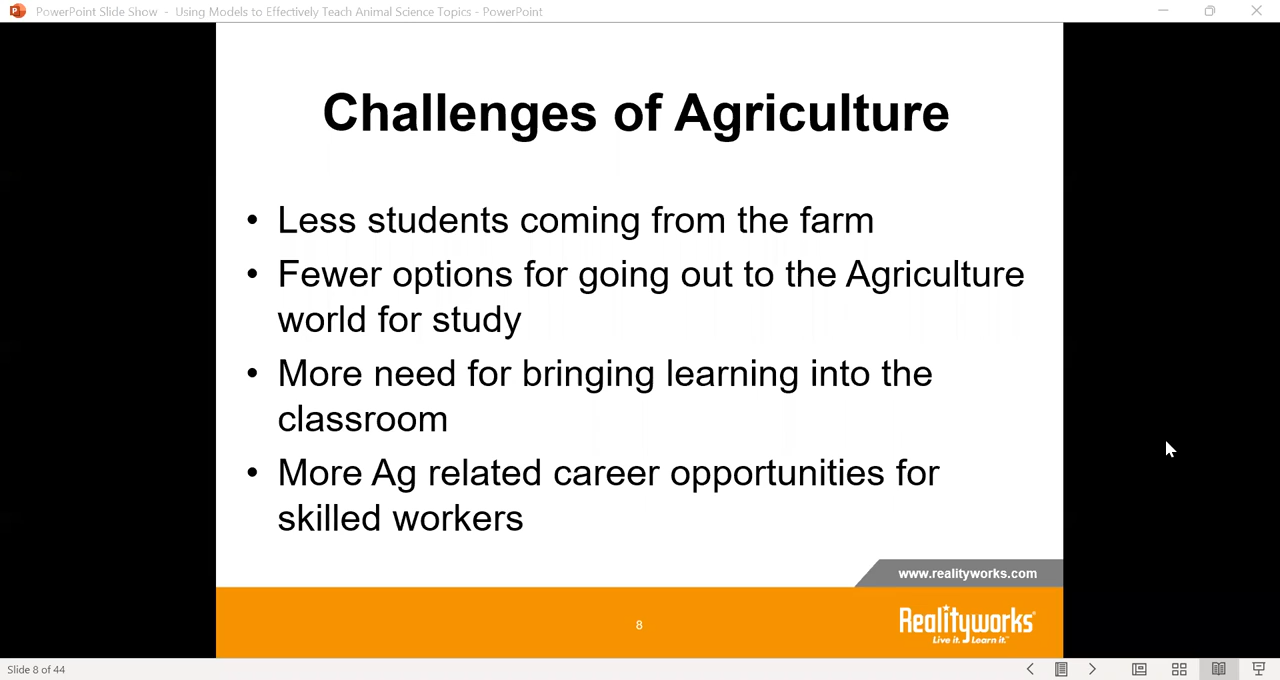 PowerPoint Slide Show - Using Models to Effectively Teach Animal Science Topics - PowerPoint
Challenges of Agriculture
• Less students coming from the farm
• Fewer options for going out to the Agriculture
world for study
• More need for bringing learning into the
classroom
• More Ag related career opportunities for
skilled workers
www.realityworks.com
8
Realityworks
Live it. Learn it.™
Slide 8 of 44